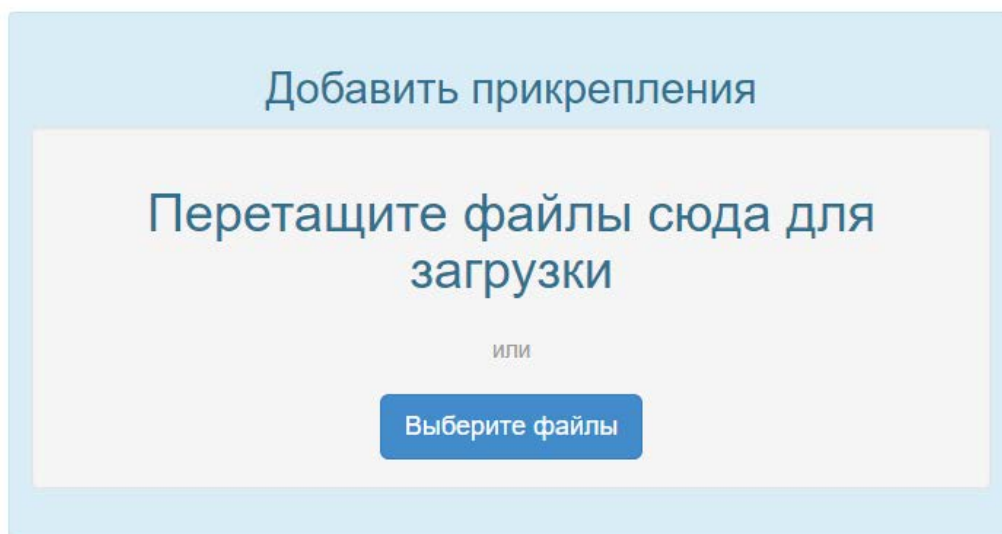 Добавить прикрепления
Перетащите файлы сюда для
загрузки
или
Выберите файлы